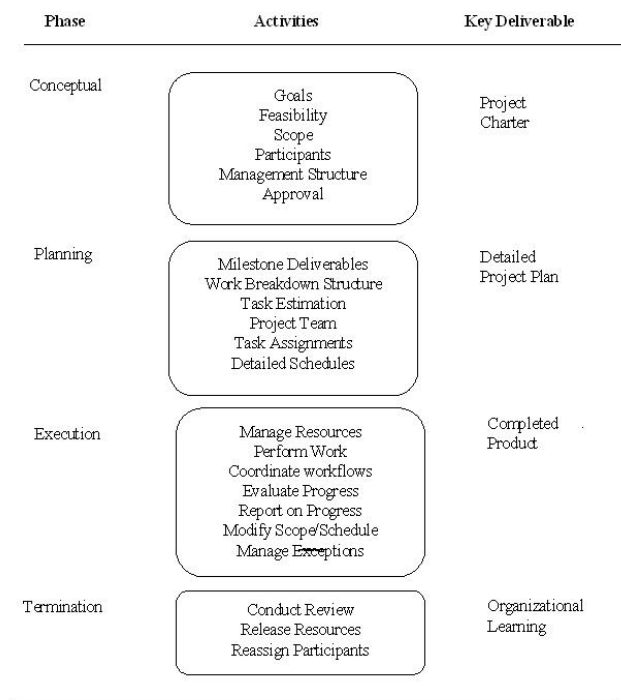 Phase Activities Key Deliverable
Conceptual
Goals
Feasibility
Scope
Participants
Management Structure
Approval
Project
Charter
Planning
Milestone Deliverables
Work Breakdown Structure
Task Estimation
Project Team
Task Assignments
Detailed Schedules
Detailed
Project Plan
Execution
Manage Resources
Perform Work
Coordinate workflows
Evaluate Progress
Report on Progress
Modify Scope/Schedule
Manage Exceptions
Completed
Product
Termination
Conduct Review
Release Resources
Reassign Participants
Organizational
Learning